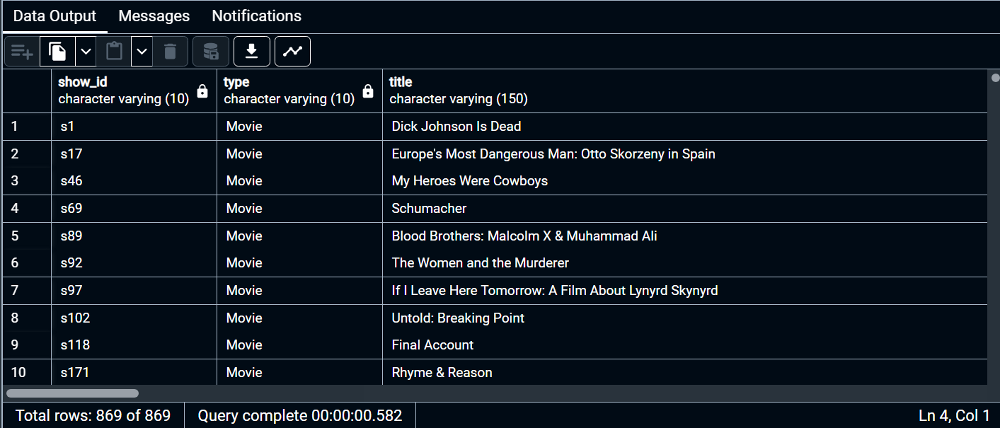 Data Output Messages Notifications
show_id type title
character varying (10) character varying (10) character varying (150)
1 s1 Movie Dick Johnson Is Dead
2 s17 Movie Europe's Most Dangerous Man: Otto Skorzeny in Spain
3 s46 Movie My Heroes Were Cowboys
4 s69 Movie Schumacher
5 s89 Movie Blood Brothers: Malcolm X & Muhammad Ali
6 s92 Movie The Women and the Murderer
7 s97 Movie If I Leave Here Tomorrow: A Film About Lynyrd Skynyrd
8 s102 Movie Untold: Breaking Point
9 s118 Movie Final Account
10 s171 Movie Rhyme & Reason
Total rows: 869 of 869 Query complete 00:00:00.582 Ln 4, Col 1